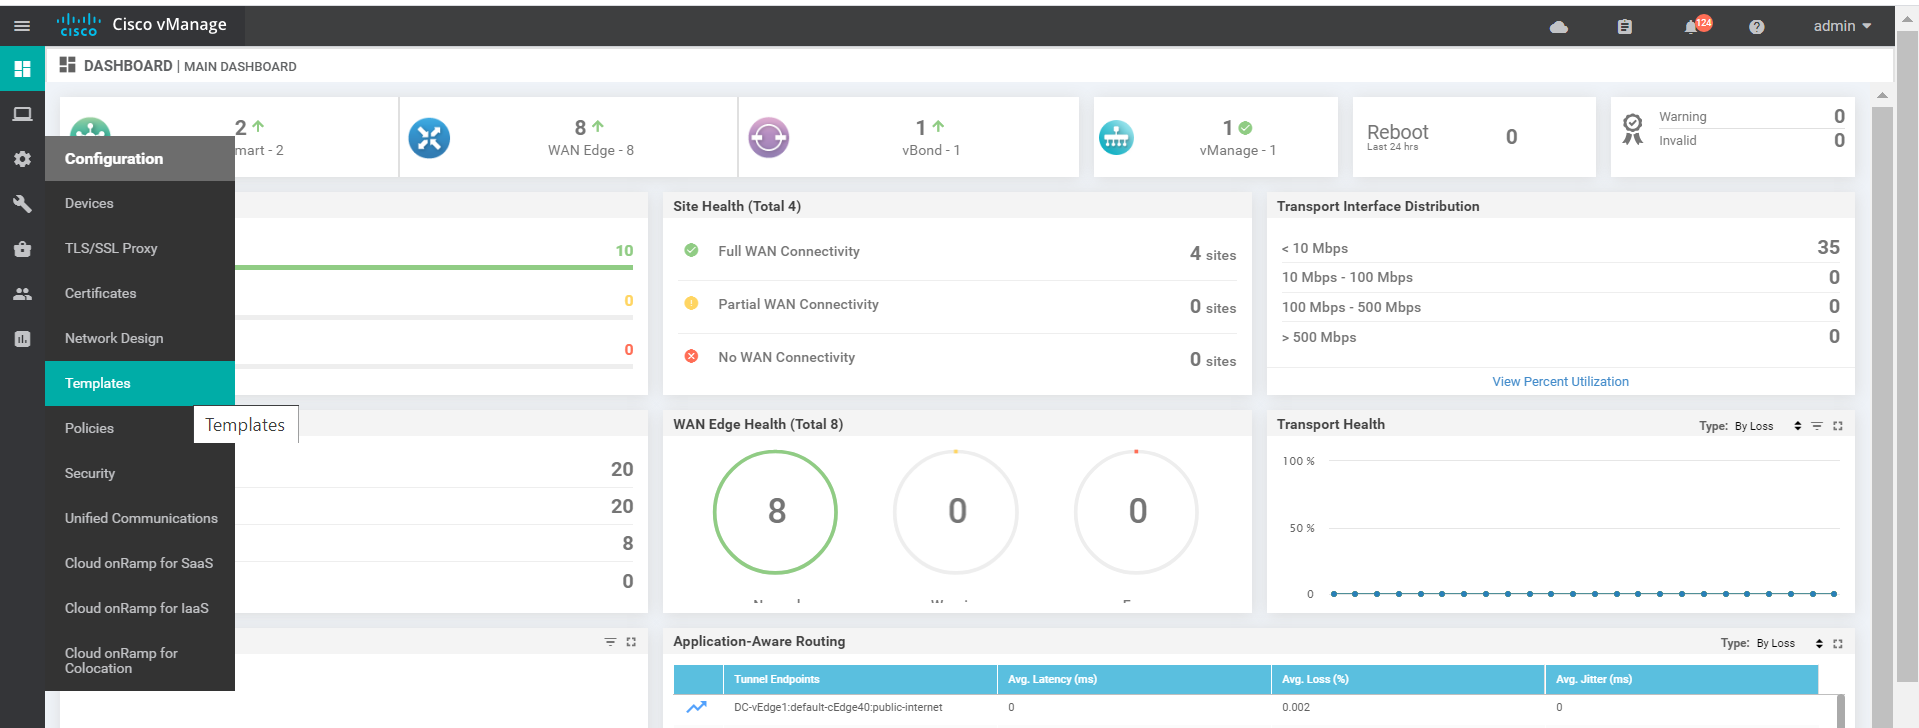 CISCO Cisco vManage
124
admin
DASHBOARD | MAIN DASHBOARD
2
mart - 2
8
WAN Edge - 8
1
vBond - 1
1
vManage - 1
Reboot
Last 24 hrs
0
Warning 0
Invalid 0
Configuration
Devices
TLS/SSL Proxy
Certificates
Network Design
Templates
Templates
Policies
Security
Unified Communications
Cloud onRamp for SaaS
Cloud onRamp for IaaS
Cloud onRamp for
Colocation
10
0
0
Site Health (Total 4)
Full WAN Connectivity 4 sites
Partial WAN Connectivity 0 sites
No WAN Connectivity 0 sites
Transport Interface Distribution
< 10 Mbps 35
10 Mbps - 100 Mbps 0
100 Mbps - 500 Mbps 0
> 500 Mbps 0
View Percent Utilization
20
20
8
0
WAN Edge Health (Total 8)
8 0 0
Transport Health
Type: By Loss
100 %
50 %
0
Application-Aware Routing
Type: By Loss
Tunnel Endpoints Avg. Latency (ms) Avg. Loss (%) Avg. Jitter (ms)
DC-vEdge1:default-cEdge40:public-internet 0 0.002 0